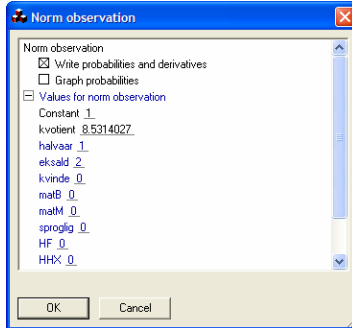 Norm observation
Norm observation
Write probabilities and derivatives
Graph probabilities
Values for norm observation
Constant 1
kvotient 8.5314027
halvaar 1
eksald 2
kvinde 0
matB 0
matM 0
sproglig 0
HF 0
HHX 0
OK Cancel